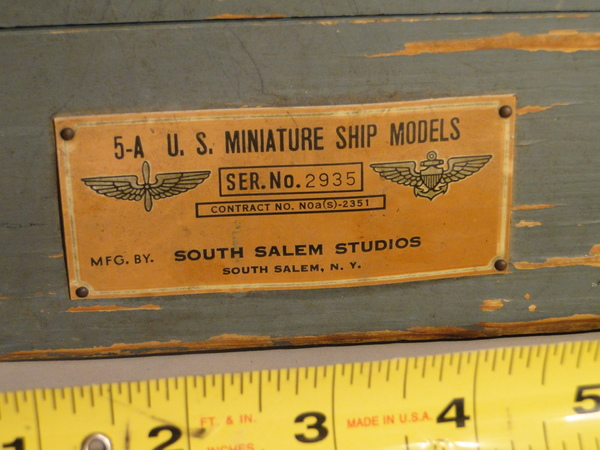 5-A U. S. MINIATURE SHIP MODELS
SER. No. 2935
CONTRACT NO. NOa(s)-2351
MFG. BY. SOUTH SALEM STUDIOS
SOUTH SALEM, N. Y.
1 2 FT. & IN. 3 MADE IN U.S.A. 4 5
INCHES